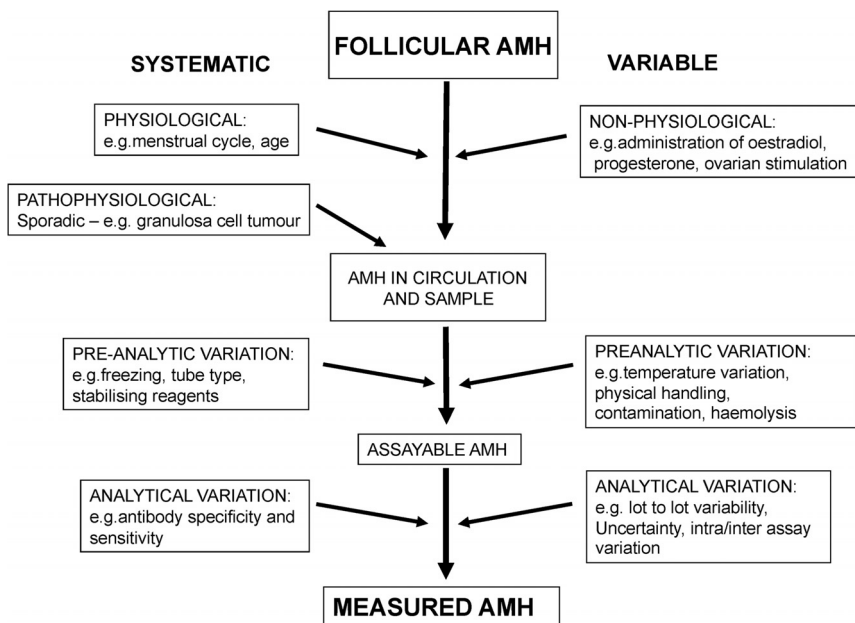 FOLLICULAR AMH
SYSTEMATIC
VARIABLE
PHYSIOLOGICAL:
e.g.menstrual cycle, age
NON-PHYSIOLOGICAL:
e.g.administration of oestradiol,
progesterone, ovarian stimulation
PATHOPHYSIOLOGICAL:
Sporadic – e.g. granulosa cell tumour
AMH IN CIRCULATION
AND SAMPLE
PRE-ANALYTIC VARIATION:
e.g.freezing, tube type,
stabilising reagents
PREANALYTIC VARIATION:
e.g.temperature variation,
physical handling,
contamination, haemolysis
ASSAYABLE AMH
ANALYTICAL VARIATION:
e.g.antibody specificity and
sensitivity
ANALYTICAL VARIATION:
e.g. lot to lot variability,
Uncertainty, intra/inter assay
variation
MEASURED AMH